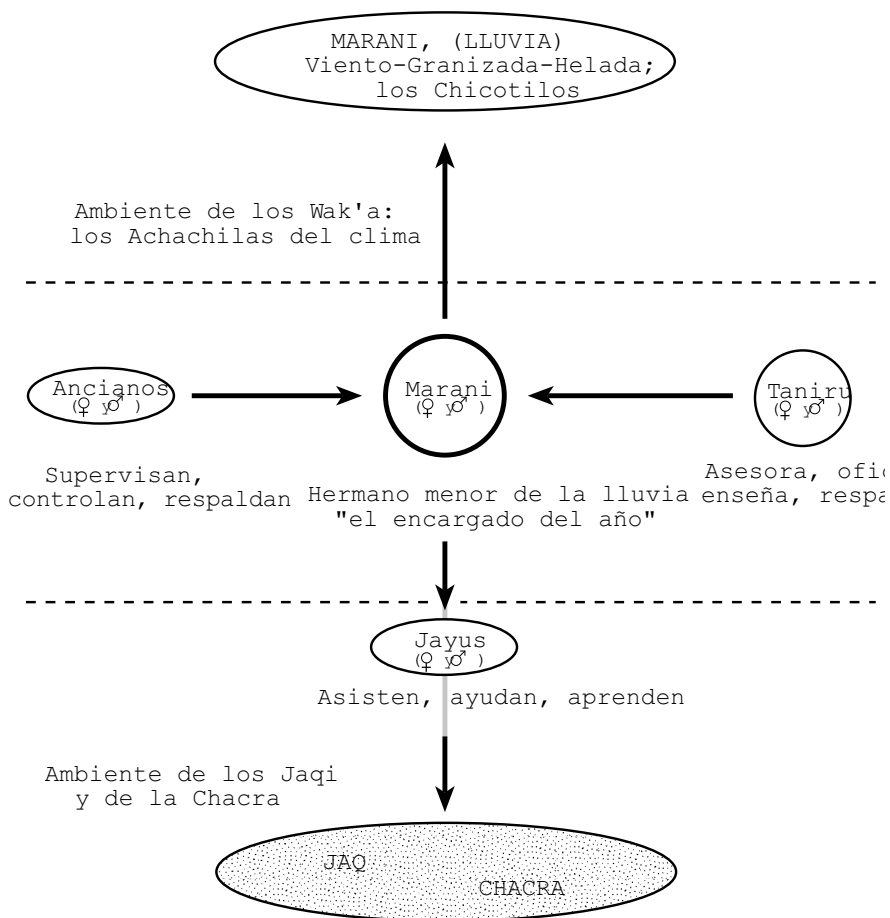 MARANI, (LLUVIA)
Viento-Granizada-Helada;
los Chicotilos
Ambiente de los Wak'a:
los Achachilas del clima
Ancianos
(♀ y♂ )
Marani
(♀ y♂ )
Taniru
(♀ y♂ )
Supervisan,
controlan, respaldan
Hermano menor de la lluvia
"el encargado del año"
Asesora,
enseña,
Jayus
(♀ y♂ )
Asisten, ayudan, aprenden
Ambiente de los Jaqi
y de la Chacra
JAQ
CHACRA